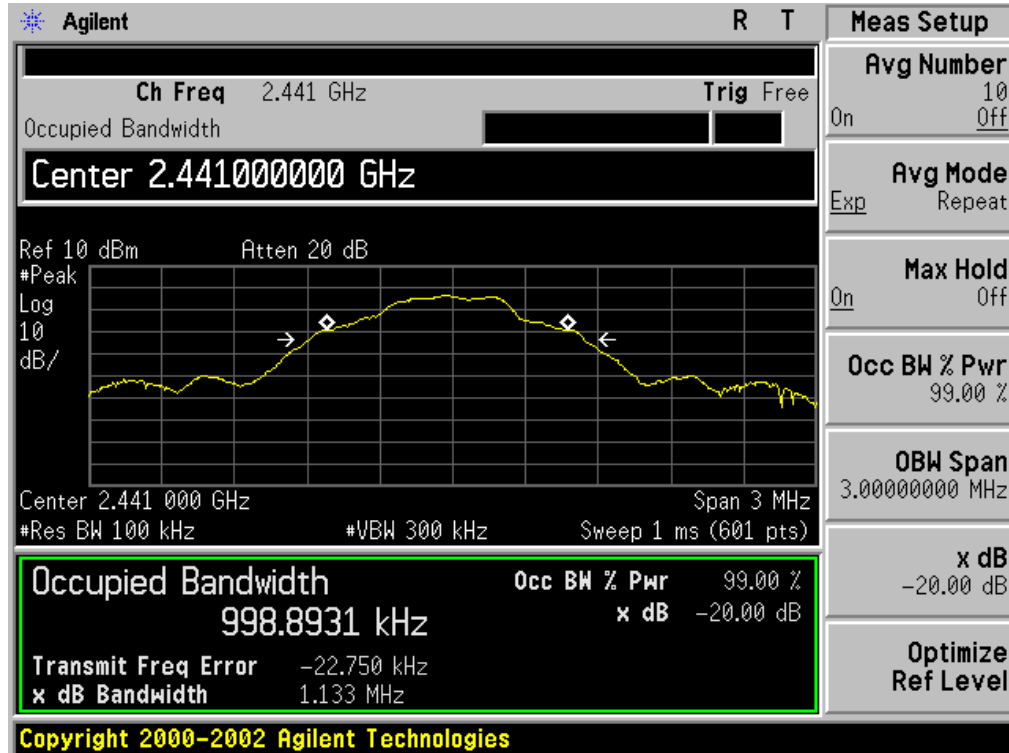 Agilent R T
Ch Freq 2.441 GHz Trig Free
Occupied Bandwidth
Center 2.441000000 GHz
Ref 10 dBm Atten 20 dB
#Peak
Log
10
dB/
Center 2.441 000 GHz Span 3 MHz
#Res BW 100 kHz #VBW 300 kHz Sweep 1 ms (601 pts)
Occupied Bandwidth Occ BW % Pwr 99.00 %
998.8931 kHz x dB -20.00 dB
Transmit Freq Error -22.750 kHz
x dB Bandwidth 1.133 MHz
Meas Setup
Avg Number
10
On Off
Avg Mode
Exp Repeat
Max Hold
On Off
Occ BW % Pwr
99.00 %
OBW Span
3.00000000 MHz
x dB
-20.00 dB
Optimize
Ref Level
Copyright 2000-2002 Agilent Technologies